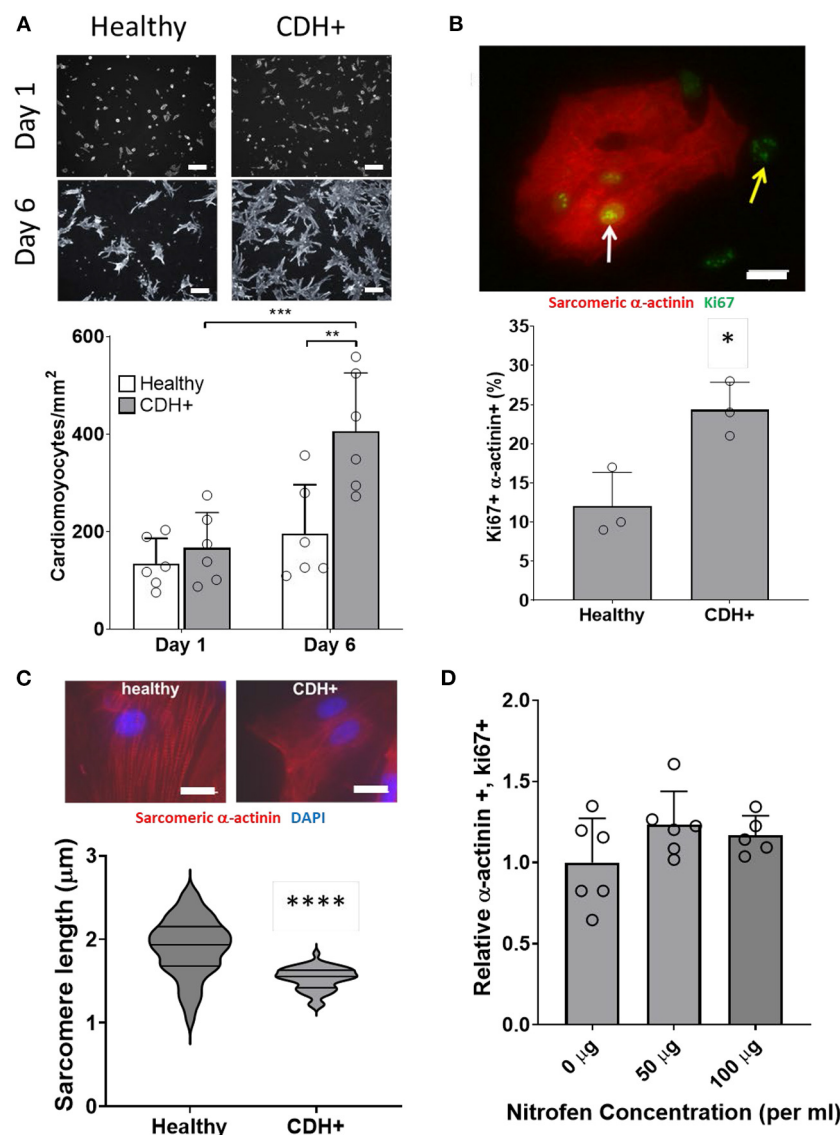 A
Healthy CDH+
Day 1
Day 6
***
**
600
400
200
0
Cardiomoyocytes/mm²
Healthy
CDH+
Day 1 Day 6
B
Sarcomeric α-actinin Ki67
35
30
25
20
15
10
5
0
Ki67+ α-actinin+ (%)
*
Healthy CDH+
C
healthy CDH+
Sarcomeric α-actinin DAPI
3
2
1
0
Sarcomere length (μm)
****
Healthy CDH+
D
2.0
1.5
1.0
0.5
0.0
Relative α-actinin +, ki67+
0 μg 50 μg 100 μg
Nitrofen Concentration (per ml)